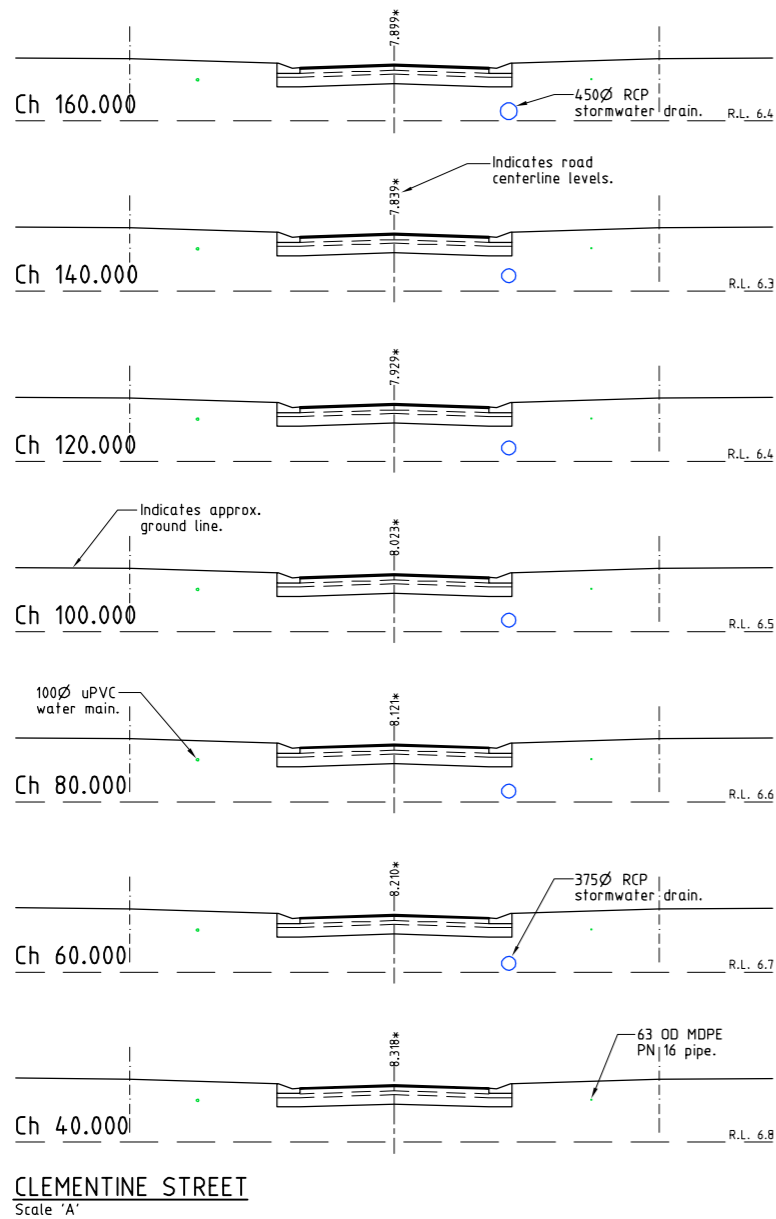 7.899*
450Ø RCP
stormwater drain.
Ch 160.000
R.L. 6.4
Indicates road
centerline levels.
7.839*
Ch 140.000
R.L. 6.3
7.929*
Ch 120.000
R.L. 6.4
Indicates approx.
ground line.
8.023*
Ch 100.000
R.L. 6.5
100Ø uPVC
water main.
8.121*
Ch 80.000
R.L. 6.6
8.210*
375Ø RCP
stormwater drain.
Ch 60.000
R.L. 6.7
8.318*
63 OD MDPE
PN 16 pipe.
Ch 40.000
R.L. 6.8
CLEMENTINE STREET
Scale 'A'